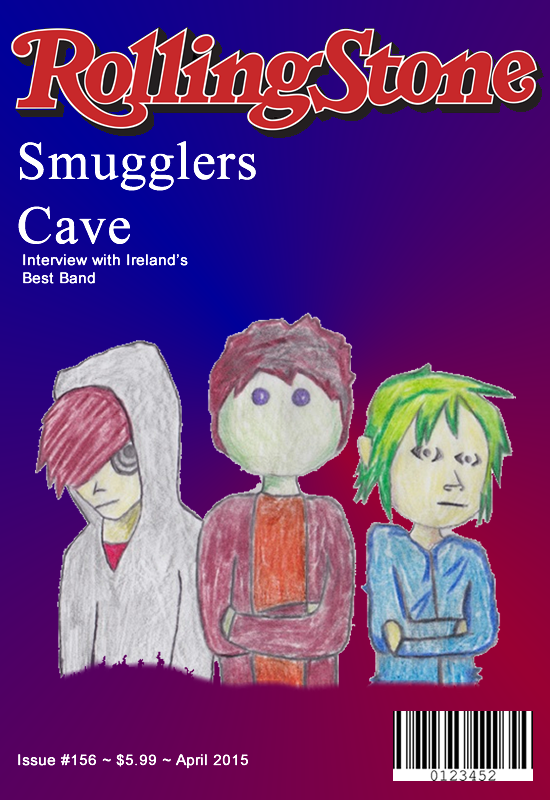 RollingStone
Smugglers
Cave
Interview with Ireland's
Best Band
Issue #156 ~ $5.99 ~ April 2015
0123452